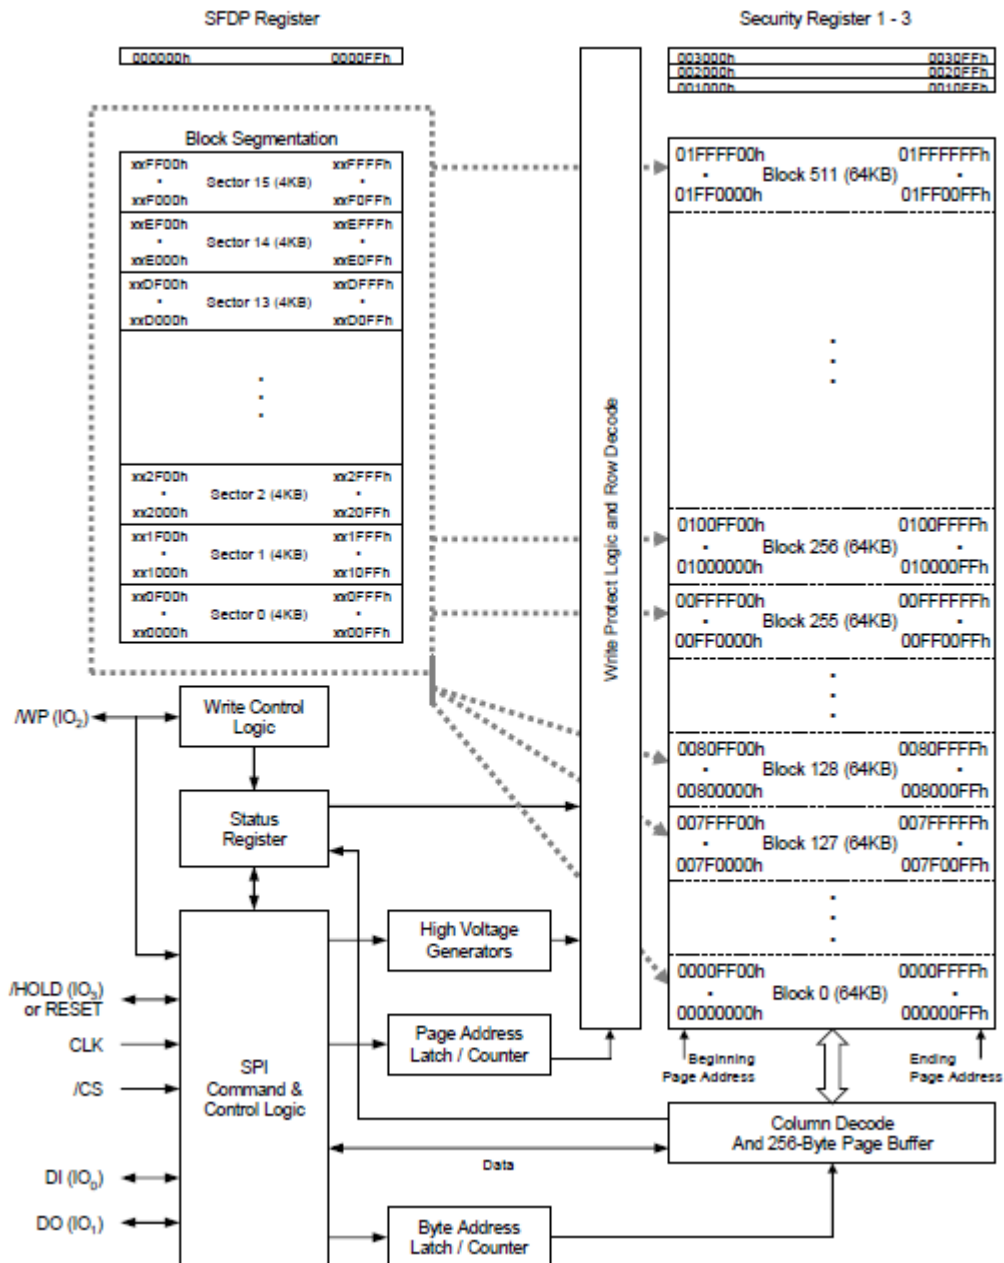 SFDP Register
000000h 0000FFh
Security Register 1 - 3
003000h 0030FFh
002000h 0020FFh
001000h 0010FFh
Block Segmentation
xxFF00h xxFFFFh
Sector 15 (4KB)
xxF000h xxF0FFh
xxEF00h xxEFFFh
Sector 14 (4KB)
xxE000h xxE0FFh
xxDF00h xxDFFFh
Sector 13 (4KB)
xxD000h xxD0FFh
xx2F00h xx2FFFh
Sector 2 (4KB)
xx2000h xx20FFh
xx1F00h xx1FFFh
Sector 1 (4KB)
xx1000h xx10FFh
xx0F00h xx0FFFh
Sector 0 (4KB)
xx0000h xx00FFh
Write Protect Logic and Row Decode
01FFFF00h 01FFFFFFh
Block 511 (64KB)
01FF0000h 01FF00FFh
0100FF00h 0100FFFFh
Block 256 (64KB)
01000000h 010000FFh
00FFFF00h 00FFFFFFh
Block 255 (64KB)
00FF0000h 00FF00FFh
0080FF00h 0080FFFFh
Block 128 (64KB)
00800000h 008000FFh
007FFF00h 007FFFFFh
Block 127 (64KB)
007F0000h 007F00FFh
0000FF00h 0000FFFFh
Block 0 (64KB)
00000000h 000000FFh
Beginning
Page Address
Ending
Page Address
/WP (IO₂)
Write Control
Logic
Status
Register
High Voltage
Generators
/HOLD (IO₃)
or RESET
CLK
/CS
DI (IO₀)
DO (IO₁)
SPI
Command &
Control Logic
Page Address
Latch / Counter
Column Decode
And 256-Byte Page Buffer
Data
Byte Address
Latch / Counter